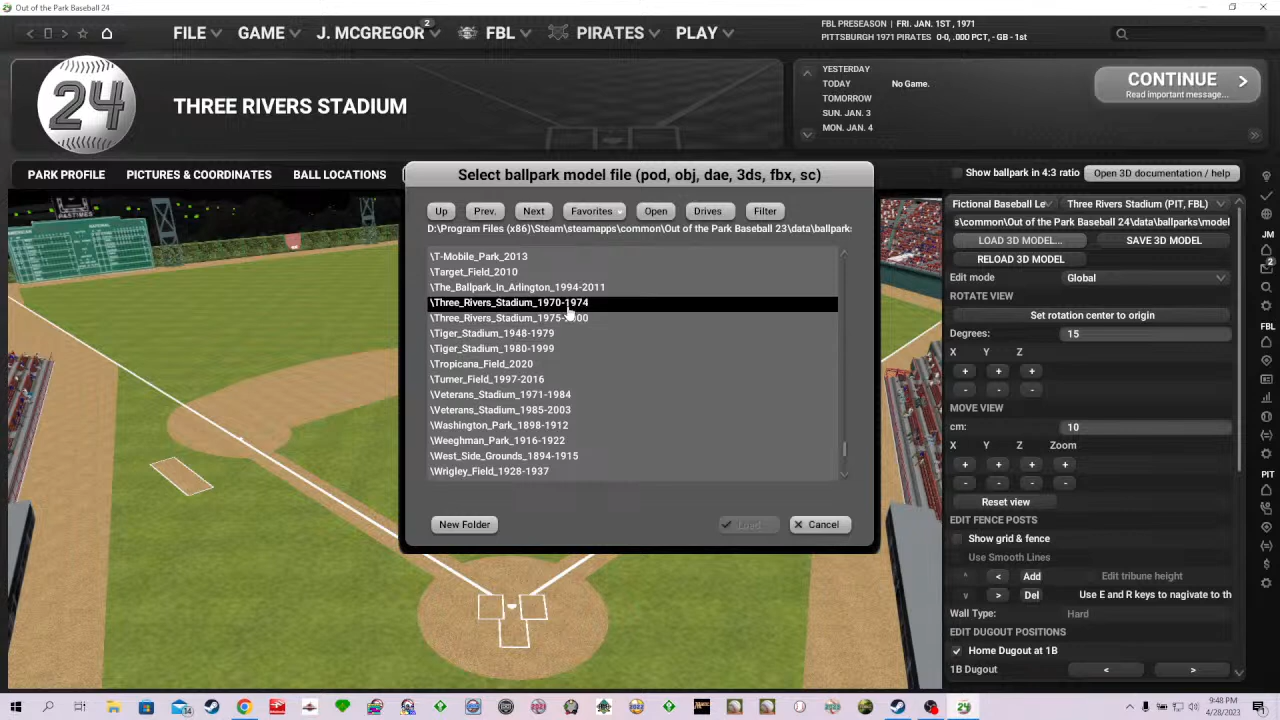 Out of the Park Baseball 24
FILE GAME J. MCGREGOR 2 FBL PIRATES PLAY
FBL PRESEASON | FRI. JAN. 1ST, 1971
PITTSBURGH 1971 PIRATES 0-0, .000 PCT, - GB - 1st
24
THREE RIVERS STADIUM
YESTERDAY
TODAY No Game.
TOMORROW
SUN. JAN. 3
MON. JAN. 4
CONTINUE
Read important message...
PARK PROFILE PICTURES & COORDINATES BALL LOCATIONS
Show ballpark in 4:3 ratio Open 3D documentation / help
Select ballpark model file (pod, obj, dae, 3ds, fbx, sc)
Up Prev. Next Favorites Open Drives Filter
D:\Program Files (x86)\Steam\steamapps\common\Out of the Park Baseball 23\data\ballpark:
\T-Mobile_Park_2013
\Target_Field_2010
\The_Ballpark_In_Arlington_1994-2011
\Three_Rivers_Stadium_1970-1974
\Three_Rivers_Stadium_1975-2000
\Tiger_Stadium_1948-1979
\Tiger_Stadium_1980-1999
\Tropicana_Field_2020
\Turner_Field_1997-2016
\Veterans_Stadium_1971-1984
\Veterans_Stadium_1985-2003
\Washington_Park_1898-1912
\Weeghman_Park_1916-1922
\West_Side_Grounds_1894-1915
\Wrigley_Field_1928-1937
New Folder Load Cancel
Fictional Baseball Le Three Rivers Stadium (PIT, FBL)
s\common\Out of the Park Baseball 24\data\ballparks\model
LOAD 3D MODEL... SAVE 3D MODEL
RELOAD 3D MODEL
Edit mode Global
ROTATE VIEW
Set rotation center to origin
Degrees: 15
X Y Z
+ + +
- - -
MOVE VIEW
cm: 10
X Y Z Zoom
+ + + +
- - - -
Reset view
EDIT FENCE POSTS
Show grid & fence
Use Smooth Lines
^ < Add Edit tribune height
v > Del Use E and R keys to nagivate to th
Wall Type: Hard
EDIT DUGOUT POSITIONS
Home Dugout at 1B
1B Dugout < >
JM
2
FBL
PIT
9:48 PM
4/28/2023